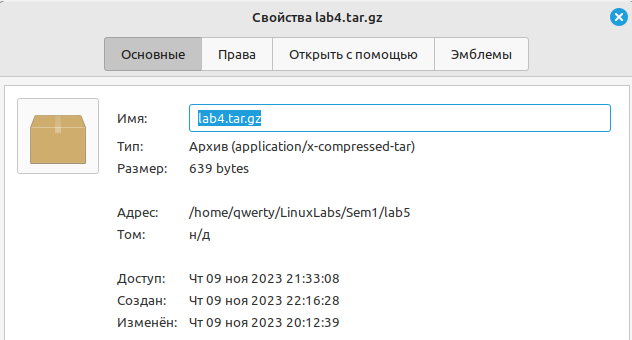 Свойства lab4.tar.gz
Основные Права Открыть с помощью Эмблемы
Имя: lab4.tar.gz
Тип: Архив (application/x-compressed-tar)
Размер: 639 bytes
Адрес: /home/qwerty/LinuxLabs/Sem1/lab5
Том: н/д
Доступ: Чт 09 ноя 2023 21:33:08
Создан: Чт 09 ноя 2023 22:16:28
Изменён: Чт 09 ноя 2023 20:12:39